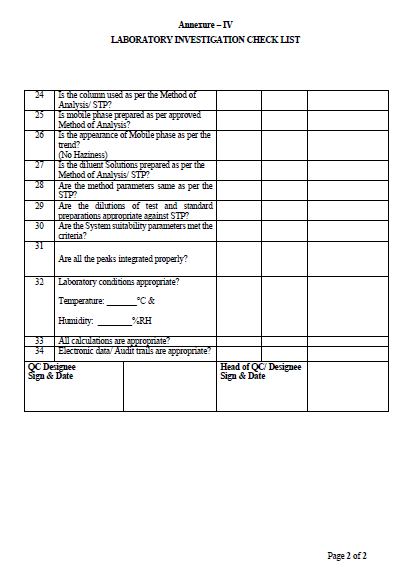 Annexure – IV
LABORATORY INVESTIGATION CHECK LIST
24 Is the column used as per the Method of
Analysis/ STP?
25 Is mobile phase prepared as per approved
Method of Analysis?
26 Is the appearance of Mobile phase as per the
trend?
(No Haziness)
27 Is the diluent Solutions prepared as per the
Method of Analysis/ STP?
28 Are the method parameters same as per the
STP?
29 Are the dilutions of test and standard
preparations appropriate against STP?
30 Are the System suitability parameters met the
criteria?
31
Are all the peaks integrated properly?
32 Laboratory conditions appropriate?
Temperature: _______°C &
Humidity: ________%RH
33 All calculations are appropriate?
34 Electronic data/ Audit trails are appropriate?
QC Designee Head of QC/ Designee
Sign & Date Sign & Date
Page 2 of 2